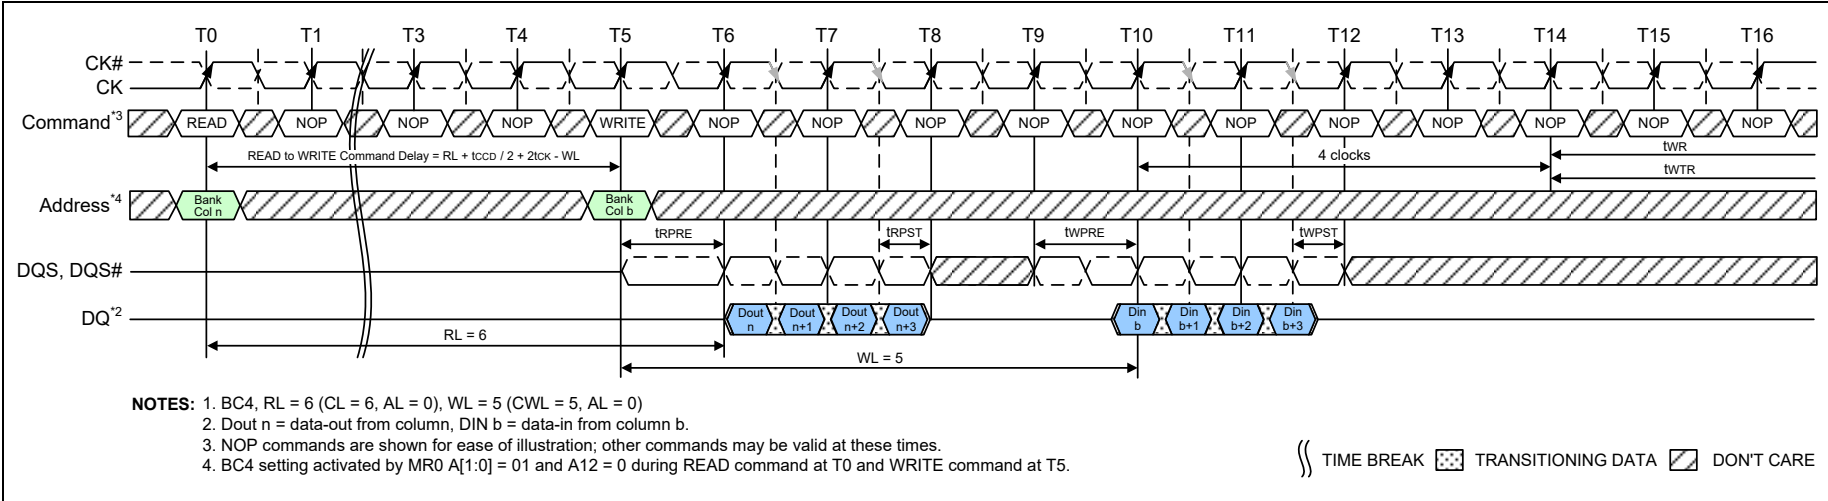 T0 T1 T3 T4 T5 T6 T7 T8 T9 T10 T11 T12 T13 T14 T15 T16
CK#
CK
Command*3 READ NOP NOP NOP WRITE NOP NOP NOP NOP NOP NOP NOP NOP NOP NOP NOP
READ to WRITE Command Delay = RL + tCCD / 2 + 2tCK - WL 4 clocks tWR
tWTR
Address*4 Bank Col n Bank Col b
tRPRE tRPST tWPRE tWPST
DQS, DQS#
DQ*2 Dout n Dout n+1 Dout n+2 Dout n+3 Din b Din b+1 Din b+2 Din b+3
RL = 6
WL = 5
NOTES: 1. BC4, RL = 6 (CL = 6, AL = 0), WL = 5 (CWL = 5, AL = 0)
2. Dout n = data-out from column, DIN b = data-in from column b.
3. NOP commands are shown for ease of illustration; other commands may be valid at these times.
4. BC4 setting activated by MR0 A[1:0] = 01 and A12 = 0 during READ command at T0 and WRITE command at T5.
TIME BREAK TRANSITIONING DATA DON'T CARE